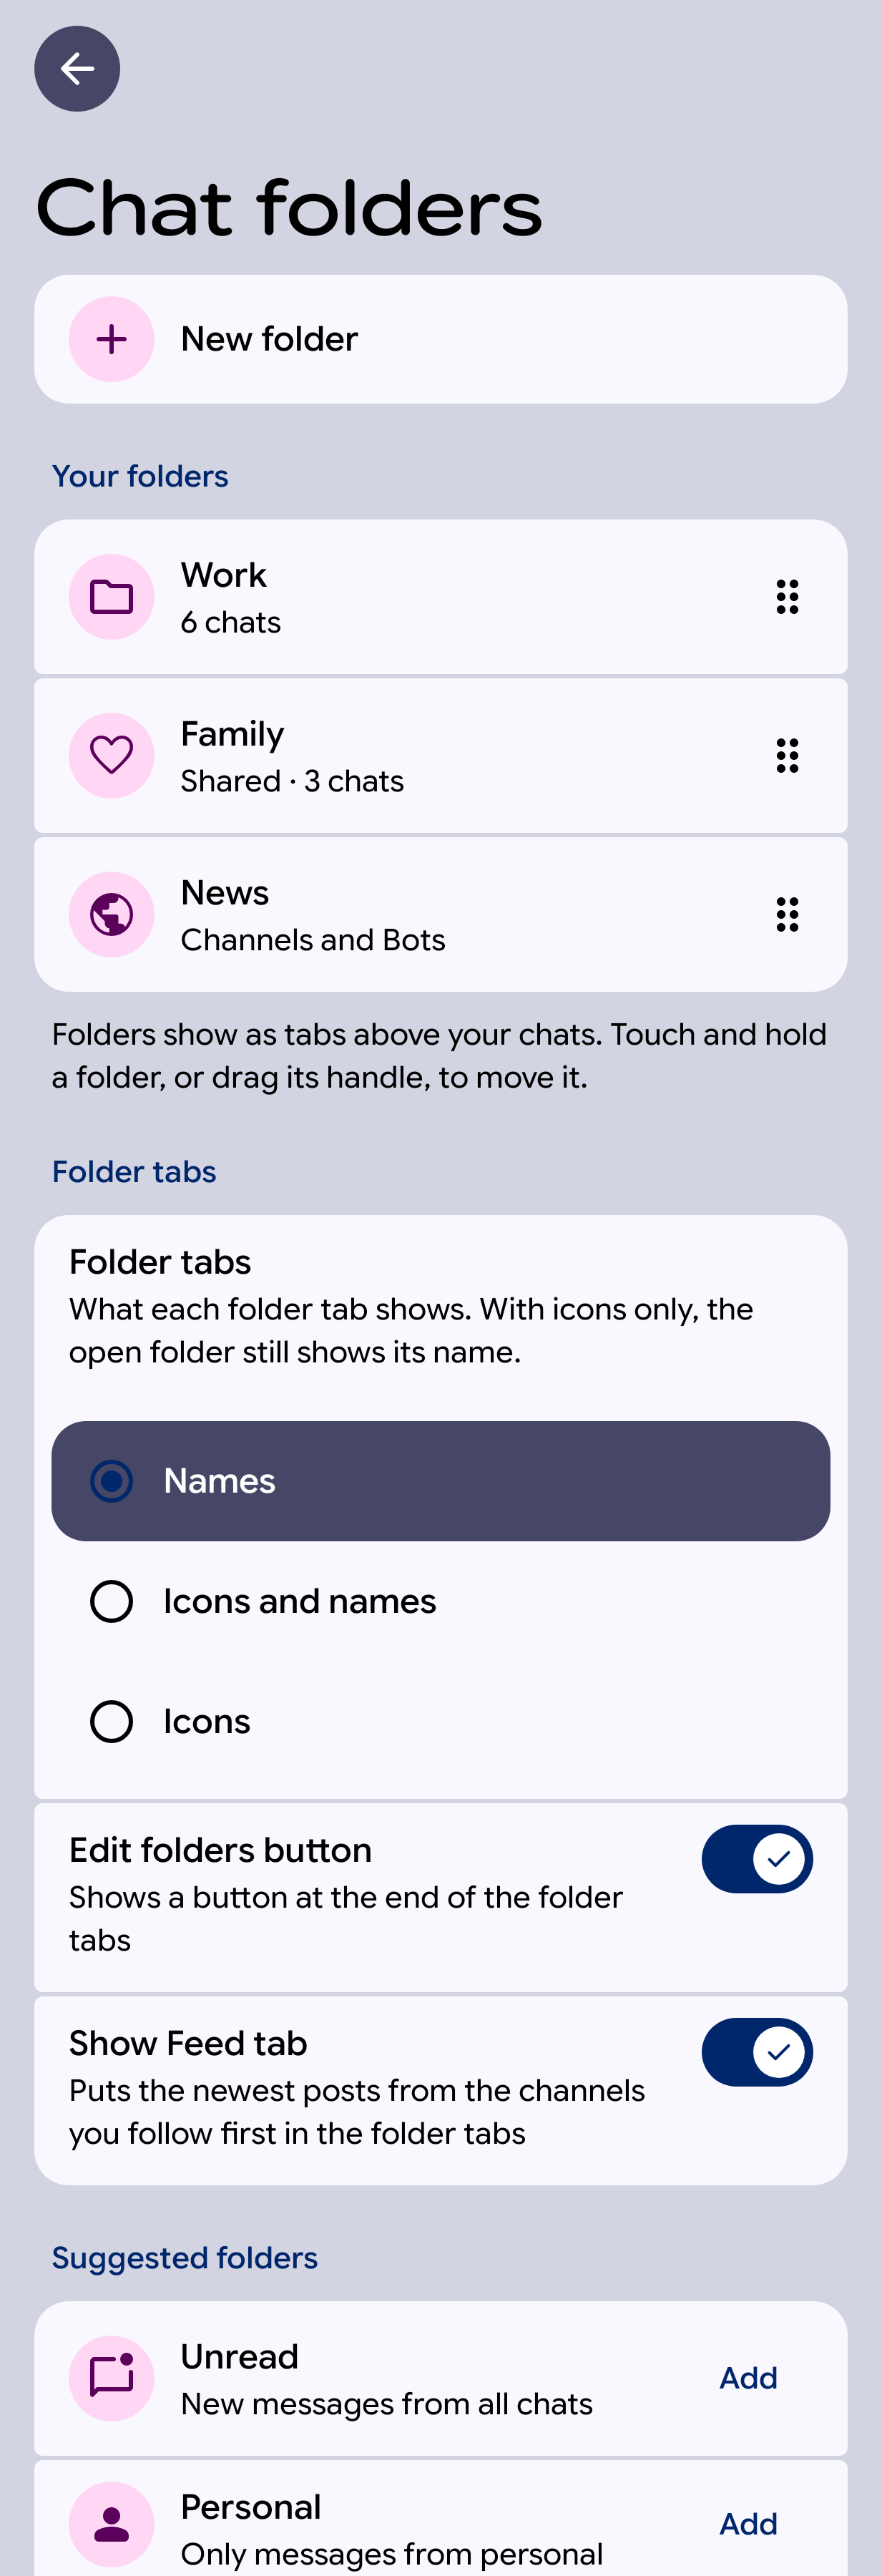 Chat folders
New folder
Your folders
Work
6 chats
Family
Shared · 3 chats
News
Channels and Bots
Folders show as tabs above your chats. Touch and hold
a folder, or drag its handle, to move it.
Folder tabs
Folder tabs
What each folder tab shows. With icons only, the
open folder still shows its name.
Names
Icons and names
Icons
Edit folders button
Shows a button at the end of the folder
tabs
Show Feed tab
Puts the newest posts from the channels
you follow first in the folder tabs
Suggested folders
Unread
New messages from all chats
Add
Personal
Only messages from personal
Add